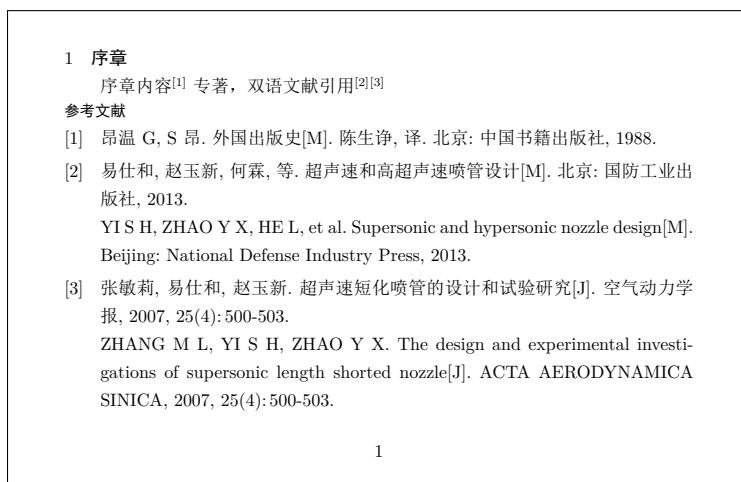 1 序章
序章内容[1] 专著，双语文献引用[2][3]
参考文献
[1] 昂温 G, S 昂. 外国出版史[M]. 陈生诤, 译. 北京: 中国书籍出版社, 1988.
[2] 易仕和, 赵玉新, 何霖, 等. 超声速和高超声速喷管设计[M]. 北京: 国防工业出
版社, 2013.
YI S H, ZHAO Y X, HE L, et al. Supersonic and hypersonic nozzle design[M].
Beijing: National Defense Industry Press, 2013.
[3] 张敏莉, 易仕和, 赵玉新. 超声速短化喷管的设计和试验研究[J]. 空气动力学
报, 2007, 25(4): 500-503.
ZHANG M L, YI S H, ZHAO Y X. The design and experimental investi-
gations of supersonic length shorted nozzle[J]. ACTA AERODYNAMICA
SINICA, 2007, 25(4): 500-503.
1